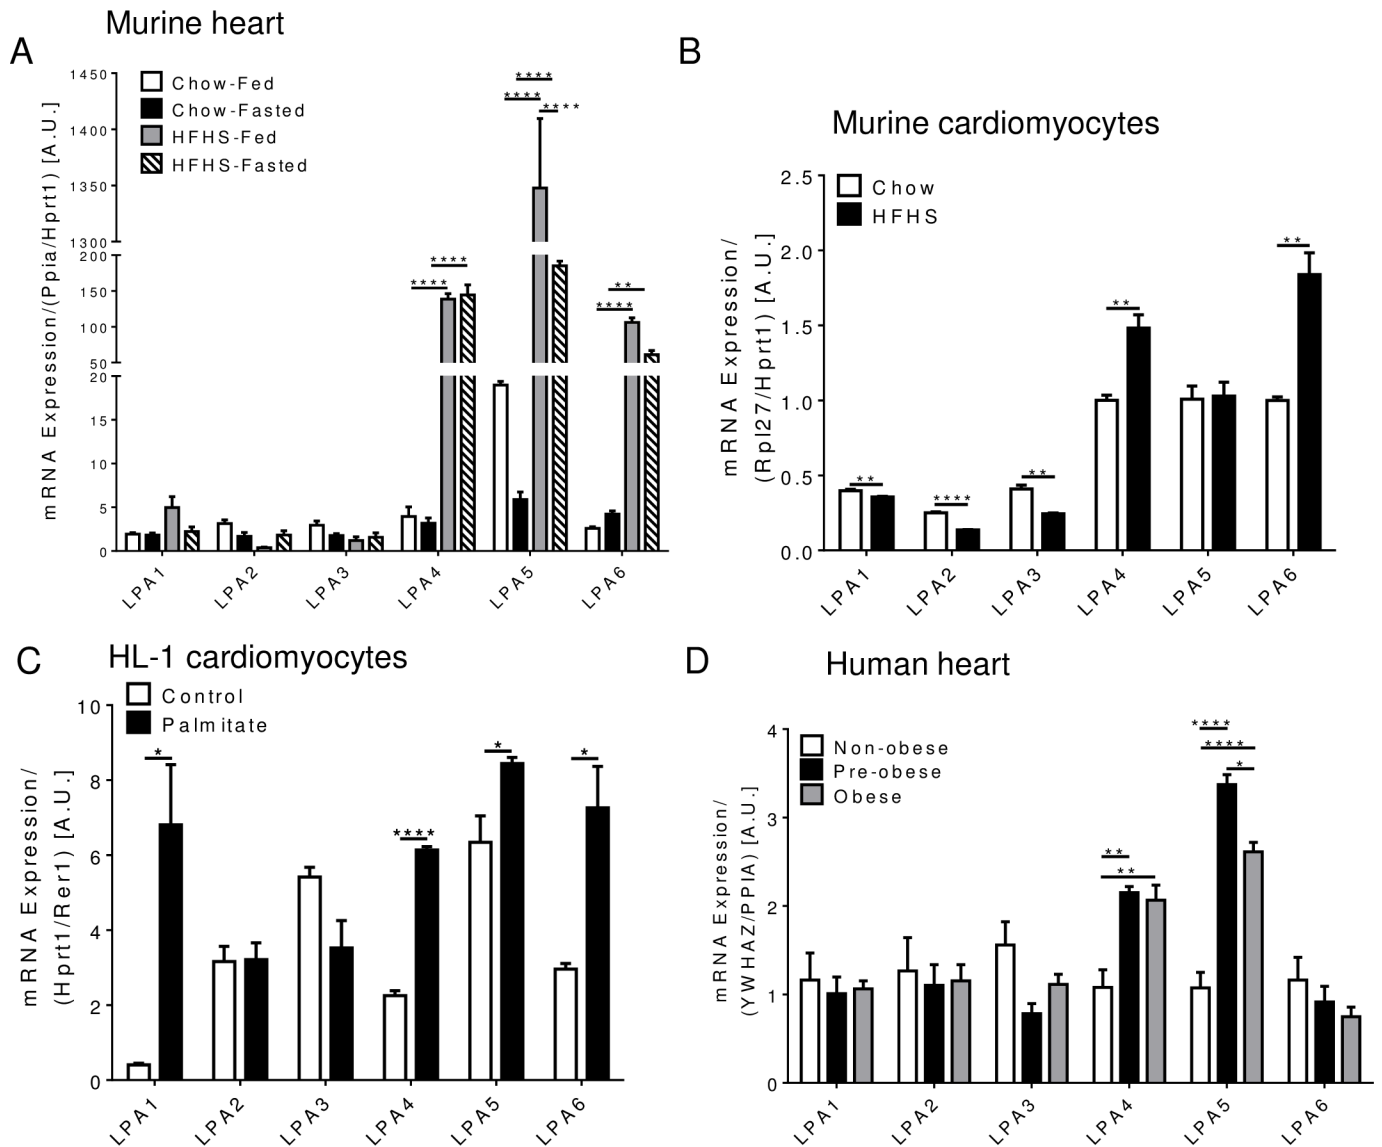 Murine heart
A
mRNA Expression/(Ppia/Hprt1) [A.U.]
1450
1400
1350
1300
200
150
100
50
20
15
10
5
0
Chow-Fed
Chow-Fasted
HFHS-Fed
HFHS-Fasted
****
****
****
****
****
**
****
LPA1
LPA2
LPA3
LPA4
LPA5
LPA6
B
Murine cardiomyocytes
mRNA Expression/
(Rpl27/Hprt1) [A.U.]
2.5
2.0
1.5
1.0
0.5
0.0
Chow
HFHS
**
****
**
**
**
LPA1
LPA2
LPA3
LPA4
LPA5
LPA6
C
HL-1 cardiomyocytes
mRNA Expression/
(Hprt1/Rer1) [A.U.]
10
8
6
4
2
0
Control
Palmitate
*
****
*
*
LPA1
LPA2
LPA3
LPA4
LPA5
LPA6
D
Human heart
mRNA Expression/
(YWHAZ/PPIA) [A.U.]
4
3
2
1
0
Non-obese
Pre-obese
Obese
**
**
****
****
*
LPA1
LPA2
LPA3
LPA4
LPA5
LPA6